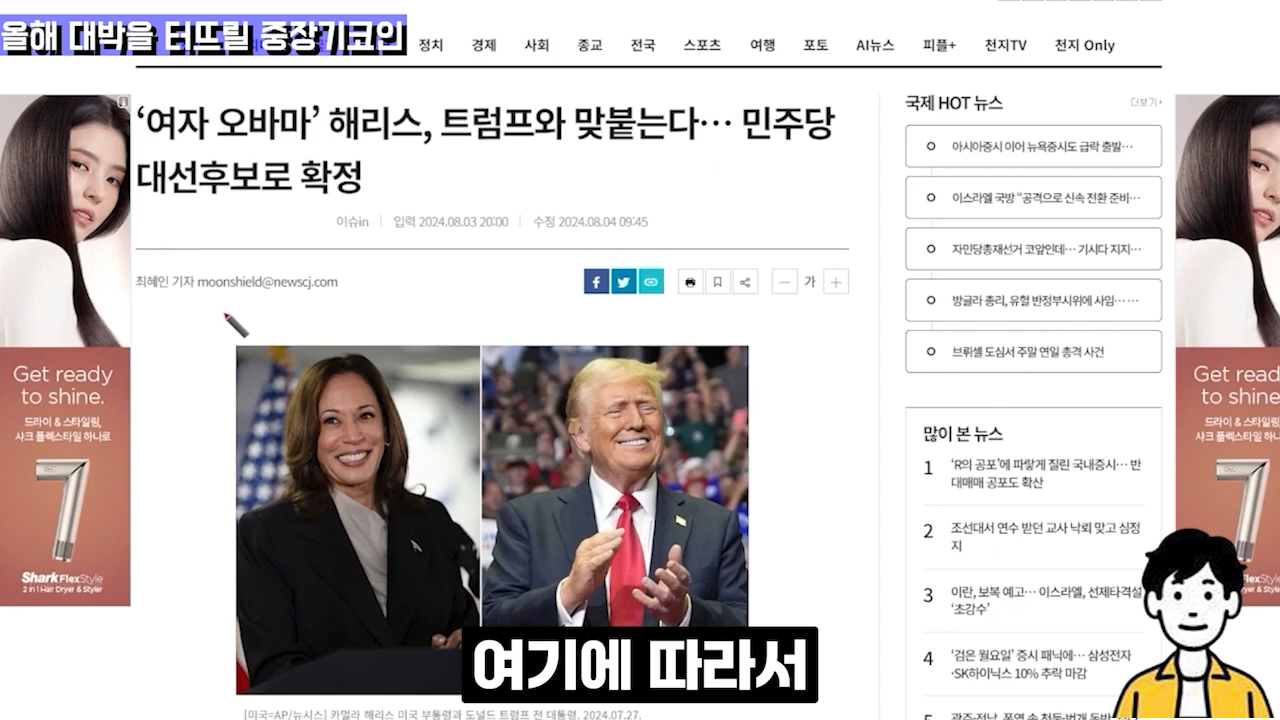 올해 대박을 터뜨릴 중장기코인
정치 경제 사회 종교 전국 스포츠 여행 포토 AI뉴스 피플+ 천지TV 천지 Only
‘여자 오바마’ 해리스, 트럼프와 맞붙는다… 민주당
대선후보로 확정
이슈in 입력 2024.08.03 20:00 수정 2024.08.04 09:45
최혜인 기자 moonshield@newscj.com
가
[미국=AP/뉴시스] 카멀라 해리스 미국 부통령과 도널드 트럼프 전 대통령. 2024.07.27.
여기에 따라서
국제 HOT 뉴스
더보기
아시아증시 이어 뉴욕증시도 급락 출발…
이스라엘 국방 “공격으로 신속 전환 준비…
자민당총재선거 코앞인데… 기시다 지지…
방글라 총리, 유혈 반정부시위에 사임… …
브뤼셀 도심서 주말 연일 총격 사건
많이 본 뉴스
1 ‘R의 공포’에 파랗게 질린 국내증시… 반
대매매 공포도 확산
2 조선대서 연수 받던 교사 낙뢰 맞고 심정
지
3 이란, 보복 예고… 이스라엘, 선제타격설
‘초강수’
4 ‘검은 월요일’ 증시 패닉에… 삼성전자
·SK하이닉스 10% 추락 마감
Get ready
to shine.
드라이 & 스타일링,
샤크 플렉스타일 하나로
Shark FlexStyle
2 in 1 Hair Dryer & Styler
Get read
to shine
드라이 & 스타일링
샤크 플렉스타일 하나